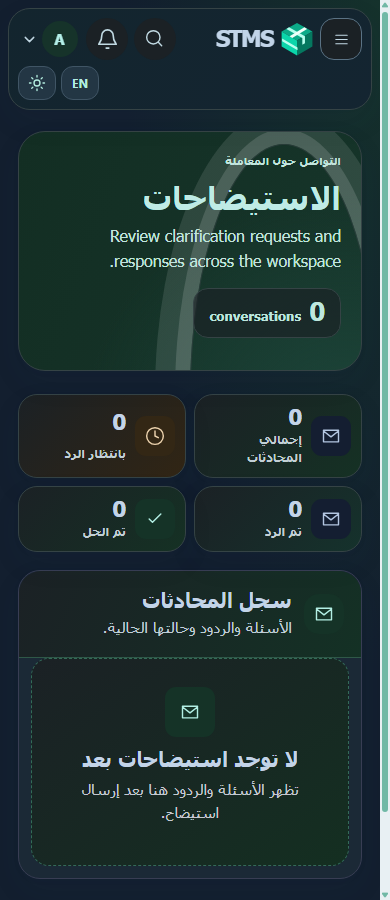 STMS
A
EN
التواصل حول المعاملة
الاستيضاحات
Review clarification requests and
responses across the workspace.
0 conversations
0
إجمالي
المحادثات
0
بانتظار الرد
0
تم الرد
0
تم الحل
سجل المحادثات
الأسئلة والردود وحالتها الحالية.
لا توجد استيضاحات بعد
تظهر الأسئلة والردود هنا بعد إرسال
استيضاح.